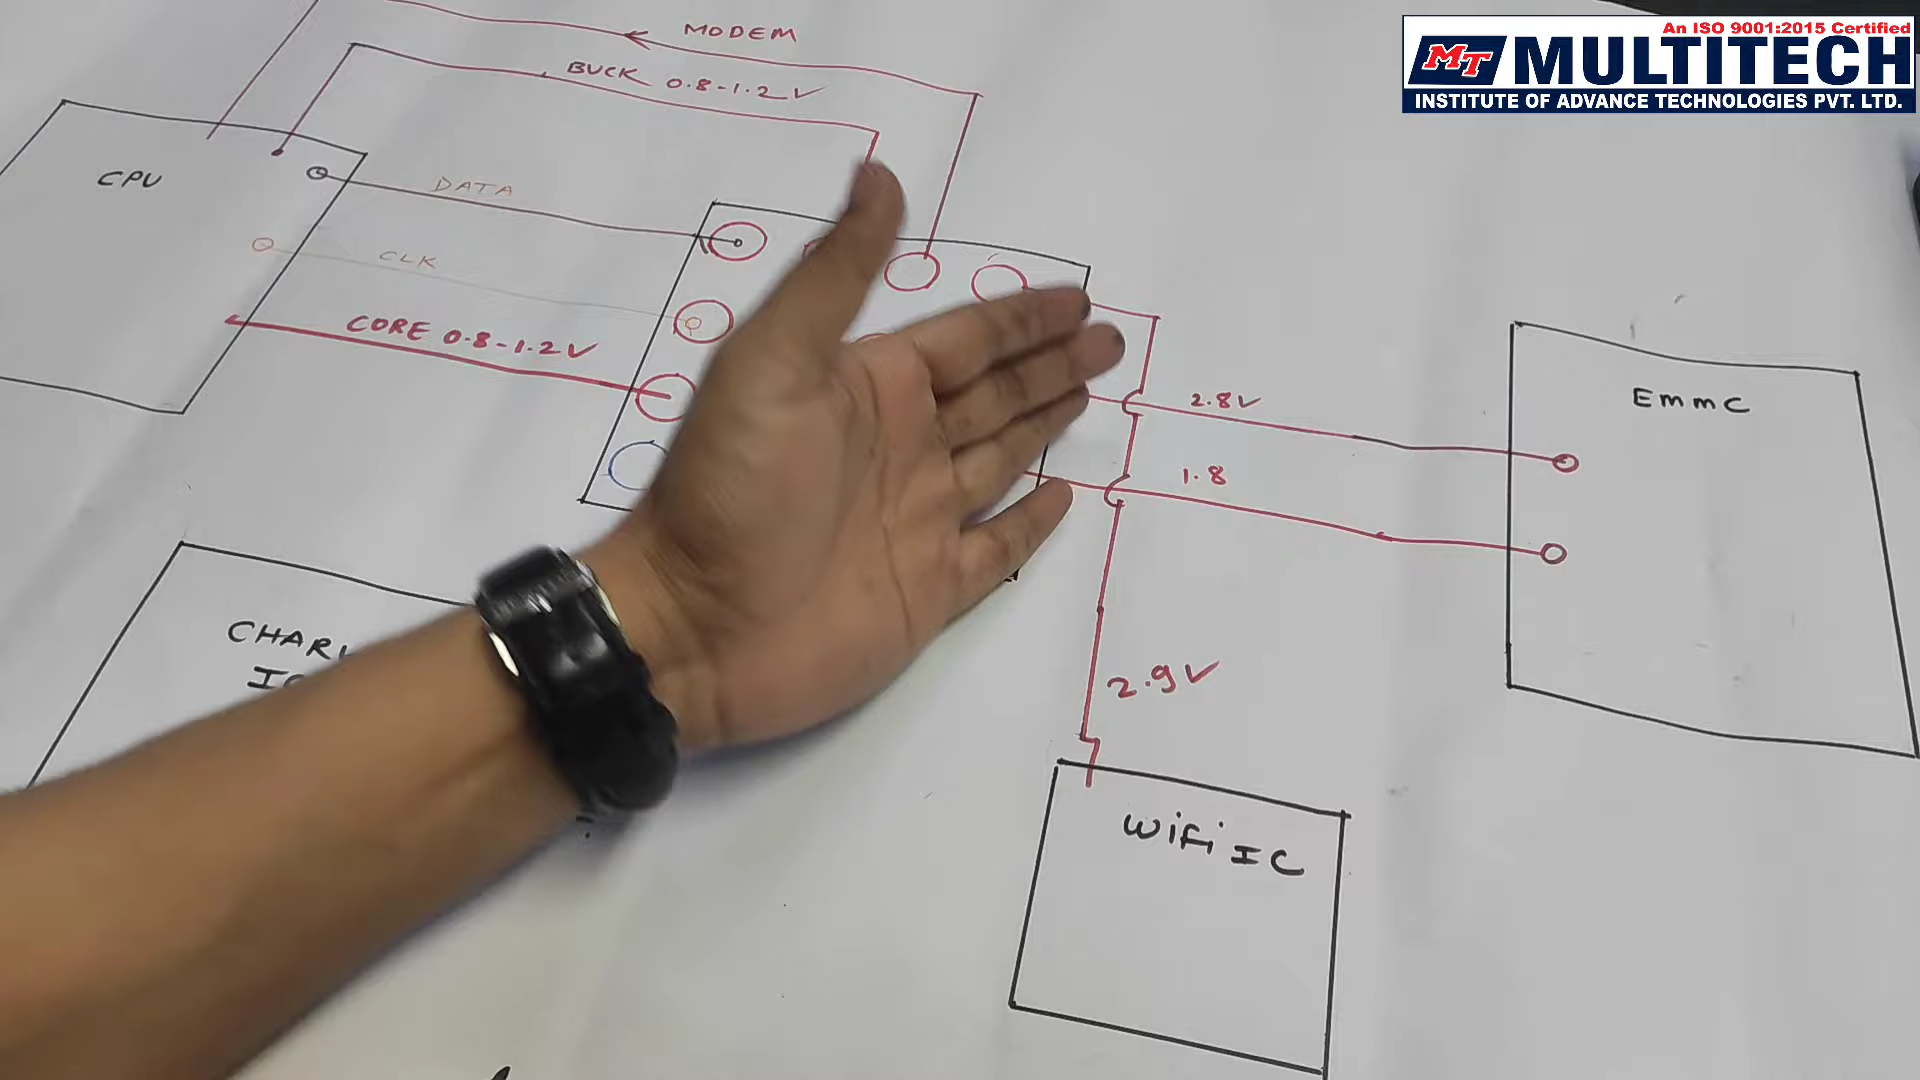 An ISO 9001:2015 Certified
MT MULTITECH
INSTITUTE OF ADVANCE TECHNOLOGIES PVT. LTD.
MODEM
BUCK 0.8-1.2V
CPU
DATA
CLK
CORE 0.8-1.2V
2.8V
EmmC
1.8
2.9V
WiFi IC